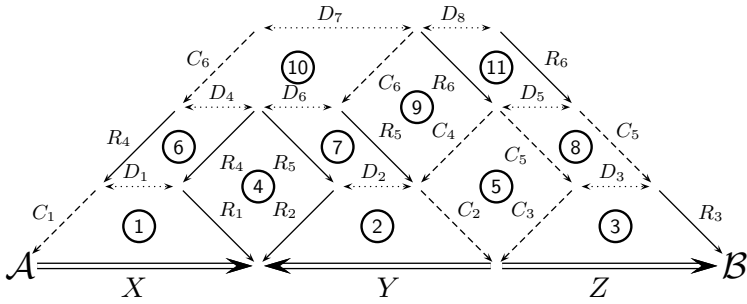 D₇ D₈
C₆ ⑩ ⑪ R₆
D₄ D₆ C₆ R₆ D₅
⑨
R₄ ⑥ ⑦ R₅ C₄ C₅ ⑧ C₅
D₁ R₄ R₅ D₂ D₃
④ ⑤
C₁ ① R₁ R₂ ② C₂ C₃ ③ R₃
𝒜 ℬ
X Y Z